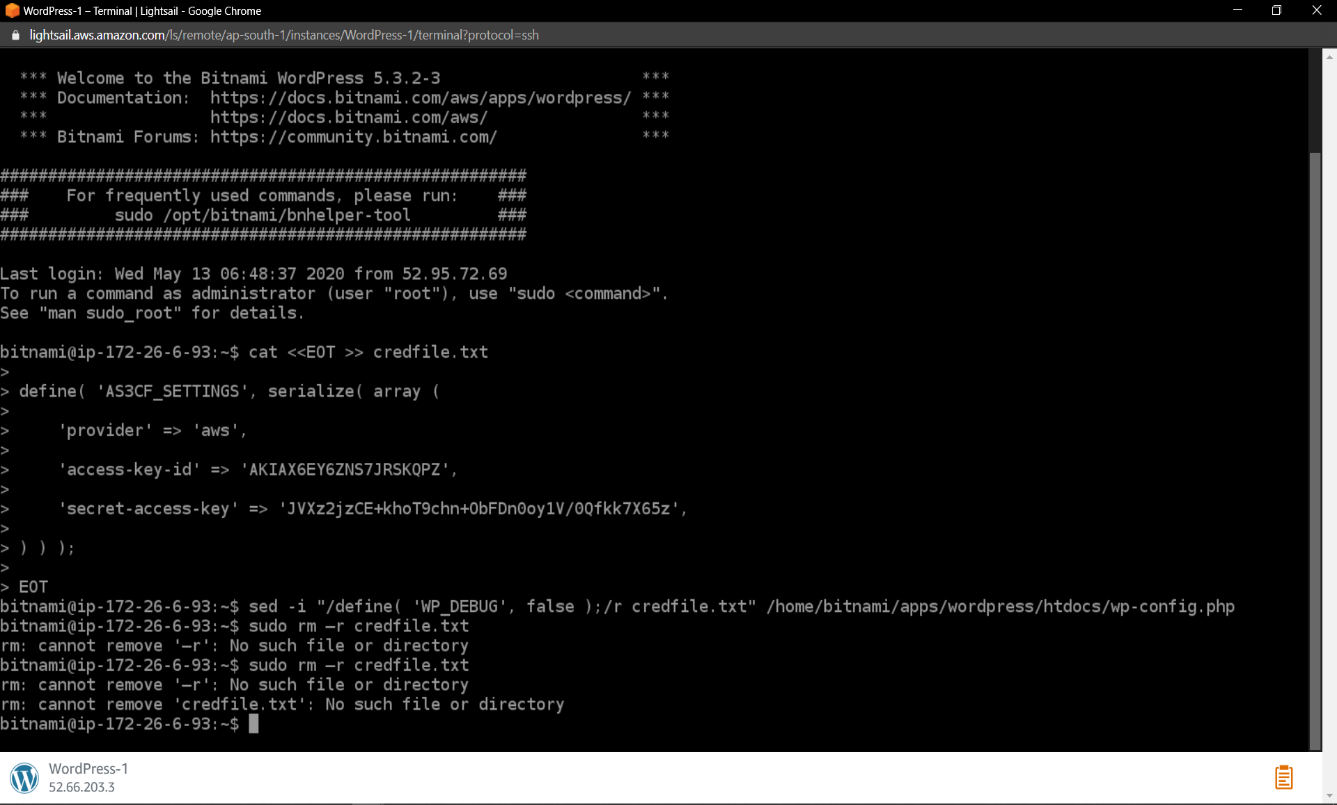 WordPress-1 – Terminal | Lightsail - Google Chrome
lightsail.aws.amazon.com/ls/remote/ap-south-1/instances/WordPress-1/terminal?protocol=ssh
*** Welcome to the Bitnami WordPress 5.3.2-3 ***
*** Documentation: https://docs.bitnami.com/aws/apps/wordpress/ ***
*** https://docs.bitnami.com/aws/ ***
*** Bitnami Forums: https://community.bitnami.com/ ***
#######################################################
### For frequently used commands, please run: ###
### sudo /opt/bitnami/bnhelper-tool ###
#######################################################
Last login: Wed May 13 06:48:37 2020 from 52.95.72.69
To run a command as administrator (user "root"), use "sudo <command>".
See "man sudo_root" for details.
bitnami@ip-172-26-6-93:~$ cat <<EOT >> credfile.txt
>
> define( 'AS3CF_SETTINGS', serialize( array (
>
> 'provider' => 'aws',
>
> 'access-key-id' => 'AKIAX6EY6ZNS7JRSKQPZ',
>
> 'secret-access-key' => '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',
>
> ) ) );
>
> EOT
bitnami@ip-172-26-6-93:~$ sed -i "/define( 'WP_DEBUG', false );/r credfile.txt" /home/bitnami/apps/wordpress/htdocs/wp-config.php
bitnami@ip-172-26-6-93:~$ sudo rm –r credfile.txt
rm: cannot remove '–r': No such file or directory
bitnami@ip-172-26-6-93:~$ sudo rm –r credfile.txt
rm: cannot remove '–r': No such file or directory
rm: cannot remove 'credfile.txt': No such file or directory
bitnami@ip-172-26-6-93:~$
WordPress-1
52.66.203.3